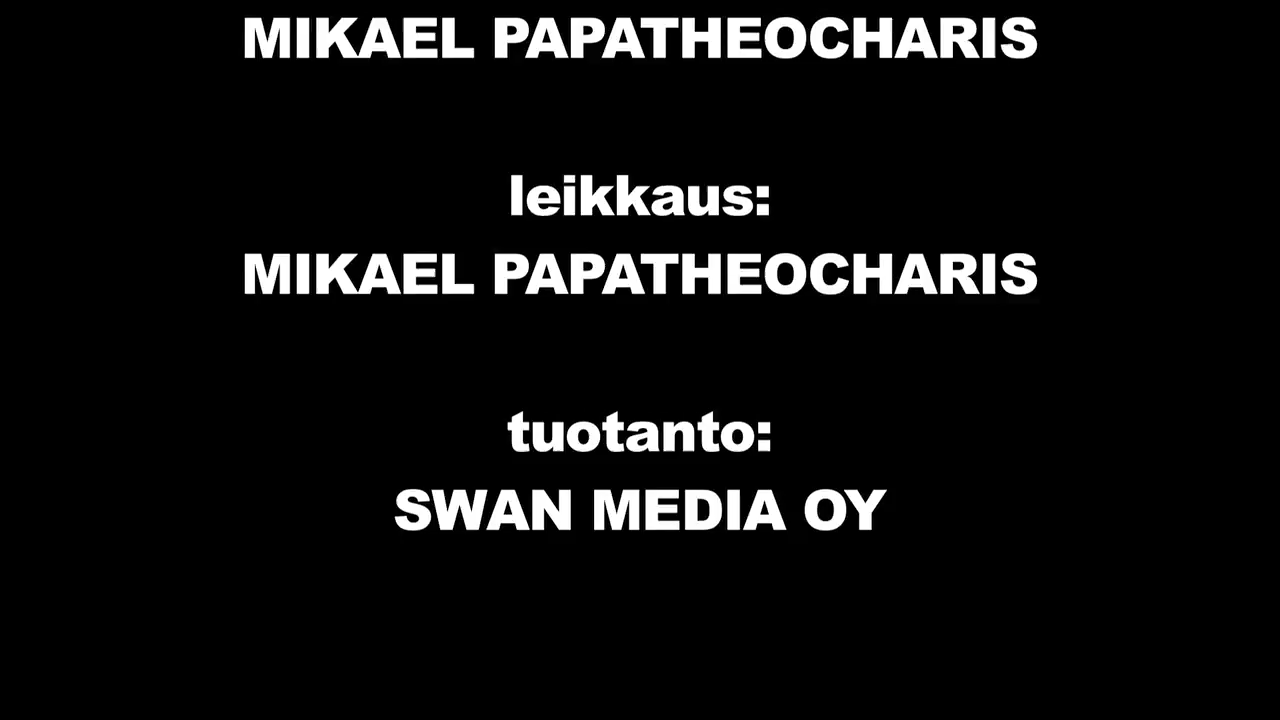 MIKAEL PAPATHEOCHARIS
leikkaus:
MIKAEL PAPATHEOCHARIS
tuotanto:
SWAN MEDIA OY